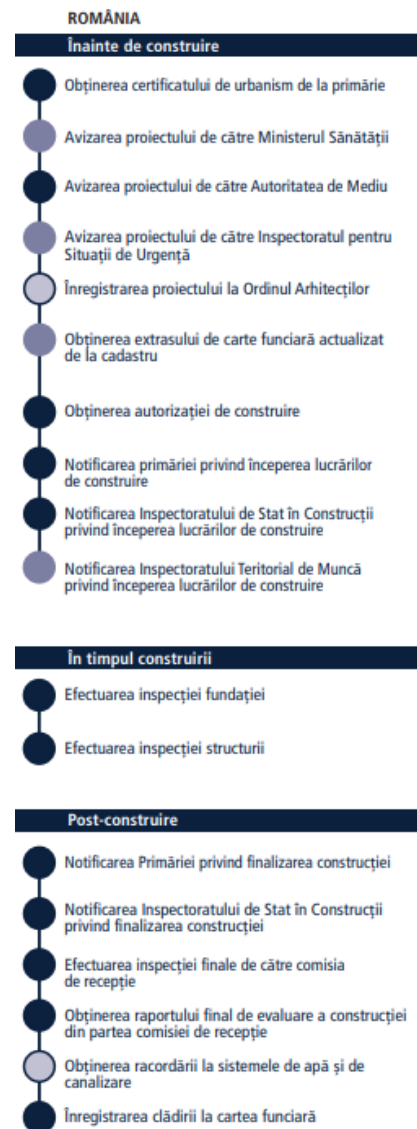 ROMÂNIA
Înainte de construire
Obținerea certificatului de urbanism de la primărie
Avizarea proiectului de către Ministerul Sănătății
Avizarea proiectului de către Autoritatea de Mediu
Avizarea proiectului de către Inspectoratul pentru
Situații de Urgență
Înregistrarea proiectului la Ordinul Arhitecților
Obținerea extrasului de carte funciară actualizat
de la cadastru
Obținerea autorizației de construire
Notificarea primăriei privind începerea lucrărilor
de construire
Notificarea Inspectoratului de Stat în Construcții
privind începerea lucrărilor de construire
Notificarea Inspectoratului Teritorial de Muncă
privind începerea lucrărilor de construire
În timpul construirii
Efectuarea inspecției fundației
Efectuarea inspecției structurii
Post-construire
Notificarea Primăriei privind finalizarea construcției
Notificarea Inspectoratului de Stat în Construcții
privind finalizarea construcției
Efectuarea inspecției finale de către comisia
de recepție
Obținerea raportului final de evaluare a construcției
din partea comisiei de recepție
Obținerea racordării la sistemele de apă și de
canalizare
Înregistrarea clădirii la cartea funciară